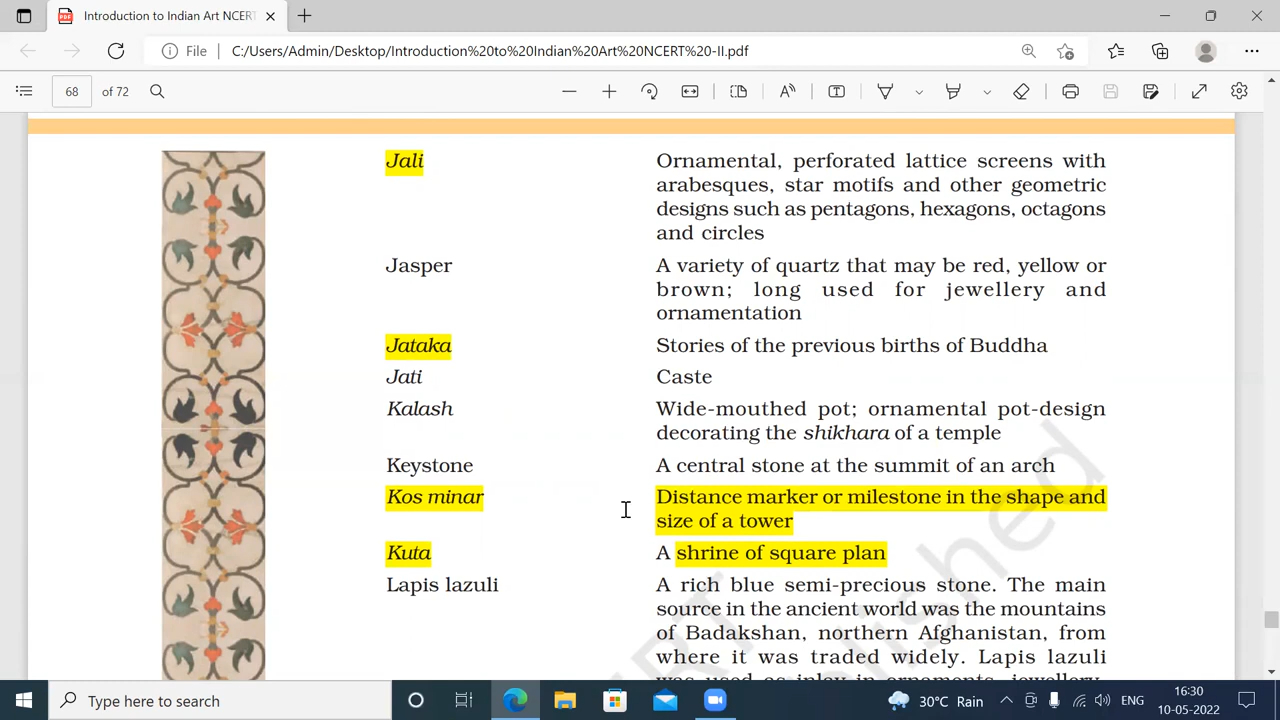 Introduction to Indian Art NCERT
File C:/Users/Admin/Desktop/Introduction%20to%20Indian%20Art%20NCERT%20-II.pdf
68 of 72
Jali Ornamental, perforated lattice screens with
arabesques, star motifs and other geometric
designs such as pentagons, hexagons, octagons
and circles
Jasper A variety of quartz that may be red, yellow or
brown; long used for jewellery and
ornamentation
Jataka Stories of the previous births of Buddha
Jati Caste
Kalash Wide-mouthed pot; ornamental pot-design
decorating the shikhara of a temple
Keystone A central stone at the summit of an arch
Kos minar Distance marker or milestone in the shape and
size of a tower
Kuta A shrine of square plan
Lapis lazuli A rich blue semi-precious stone. The main
source in the ancient world was the mountains
of Badakshan, northern Afghanistan, from
where it was traded widely. Lapis lazuli
was used as inlay in ornaments, jewellery,
Type here to search
30°C Rain
ENG
16:30
10-05-2022